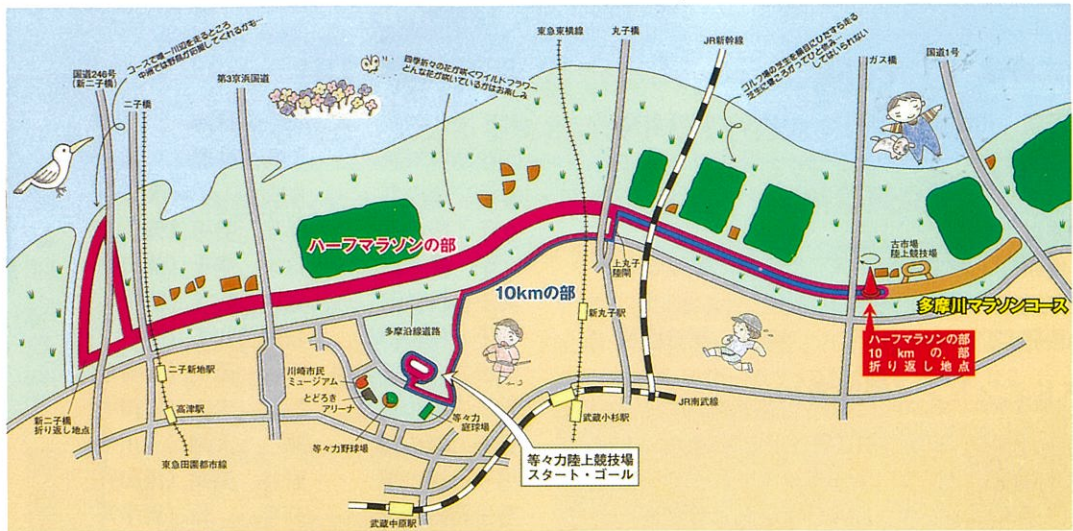 国道246号
(新二子橋)
コースで唯一川辺を走るところ
中洲では野鳥が応援してくれるかも…
二子橋
第3京浜国道
四季折々の花が咲くワイルドフラワー
どんな花が咲いているかはお楽しみ
東急東横線
丸子橋
JR新幹線
ゴルフ場の芝生を横目にひたすら走る
芝生に寝ころがってひと休み…
してはいられない
ガス橋
国道1号
ハーフマラソンの部
10kmの部
上丸子
陸閘
古市場
陸上競技場
多摩川マラソンコース
ハーフマラソンの部
10kmの部
折り返し地点
多摩沿線道路
新丸子駅
二子新地駅
川崎市民
ミュージアム
とどろき
アリーナ
高津駅
新二子橋
折り返し地点
等々力野球場
等々力
庭球場
武蔵小杉駅
JR南武線
東急田園都市線
等々力陸上競技場
スタート・ゴール
武蔵中原駅